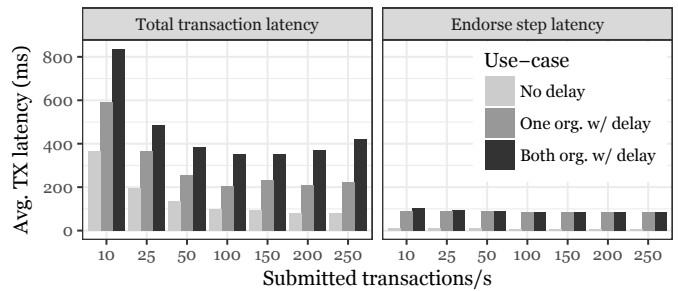 Total transaction latency
Endorse step latency
Avg. TX latency (ms)
800
600
400
200
0
Use-case
No delay
One org. w/ delay
Both org. w/ delay
10 25 50 100 150 200 250
10 25 50 100 150 200 250
Submitted transactions/s